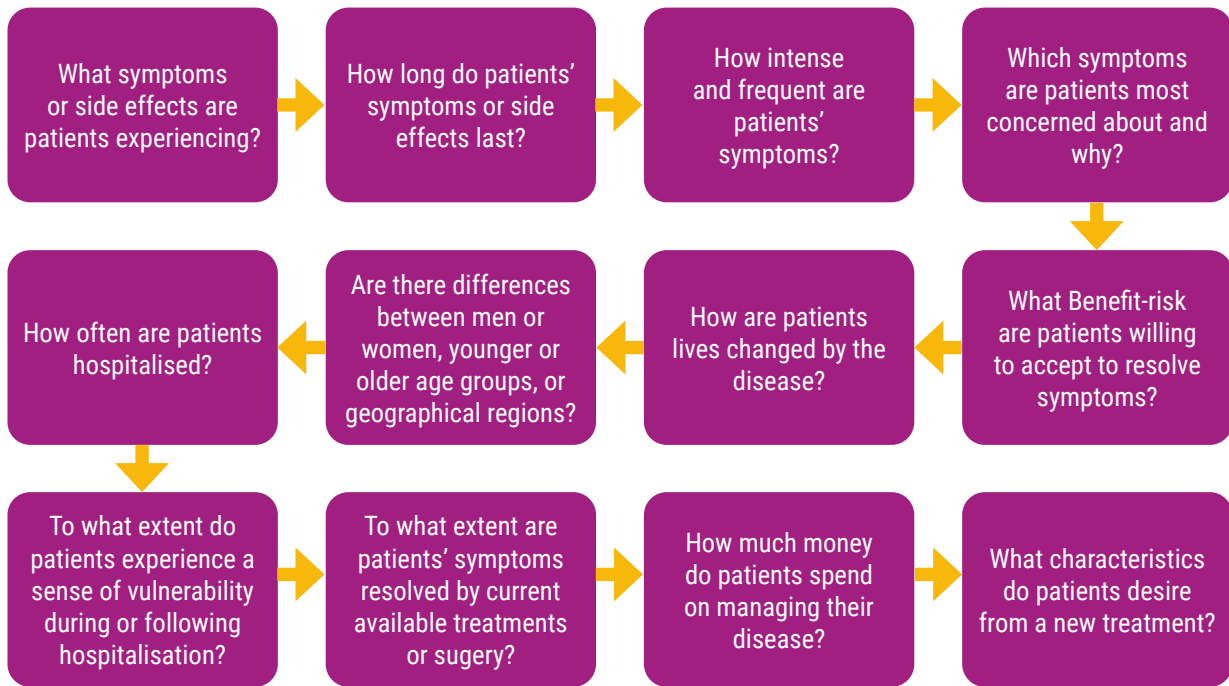 What symptoms
or side effects are
patients experiencing?
How long do patients’
symptoms or side
effects last?
How intense
and frequent are
patients’
symptoms?
Which symptoms
are patients most
concerned about and
why?
What Benefit-risk
are patients willing
to accept to resolve
symptoms?
How are patients
lives changed by the
disease?
Are there differences
between men or
women, younger or
older age groups, or
geographical regions?
How often are patients
hospitalised?
To what extent do
patients experience a
sense of vulnerability
during or following
hospitalisation?
To what extent are
patients’ symptoms
resolved by current
available treatments
or sugery?
How much money
do patients spend
on managing their
disease?
What characteristics
do patients desire
from a new treatment?